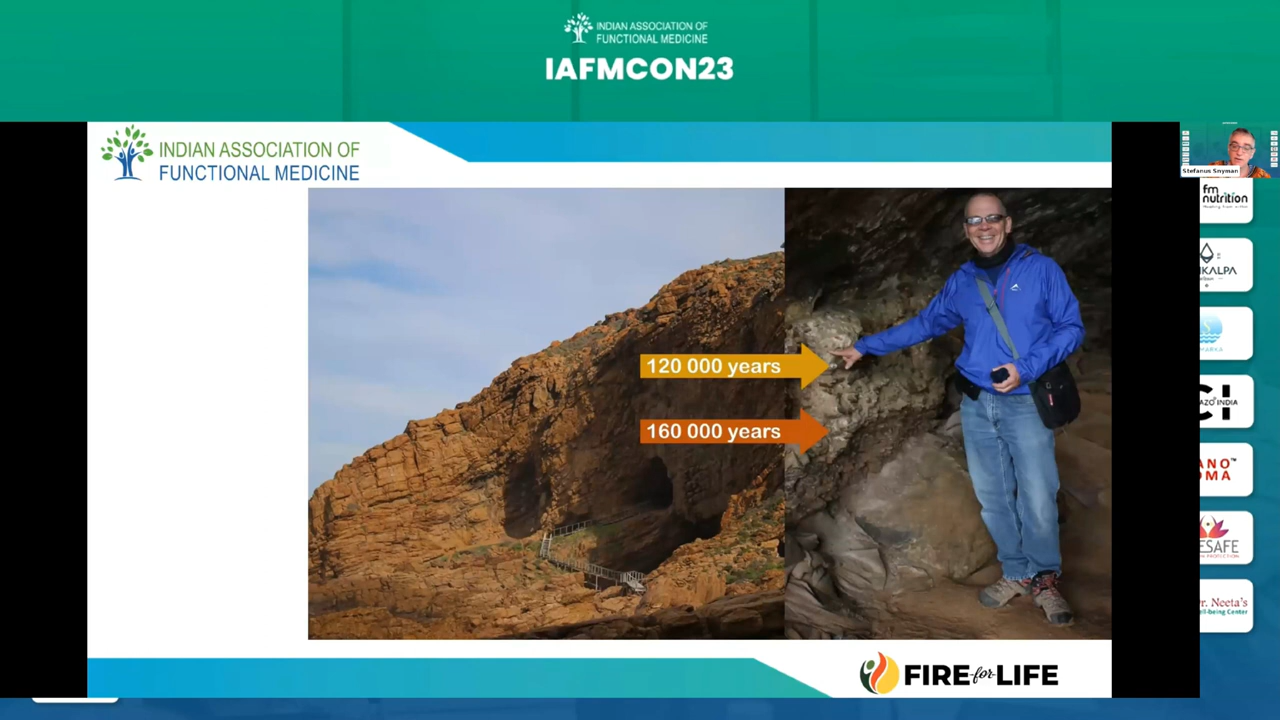 INDIAN ASSOCIATION OF
FUNCTIONAL MEDICINE
IAFMCON23
INDIAN ASSOCIATION OF
FUNCTIONAL MEDICINE
Stefanus Snyman
fm
nutrition
120 000 years
160 000 years
FIRE for LIFE